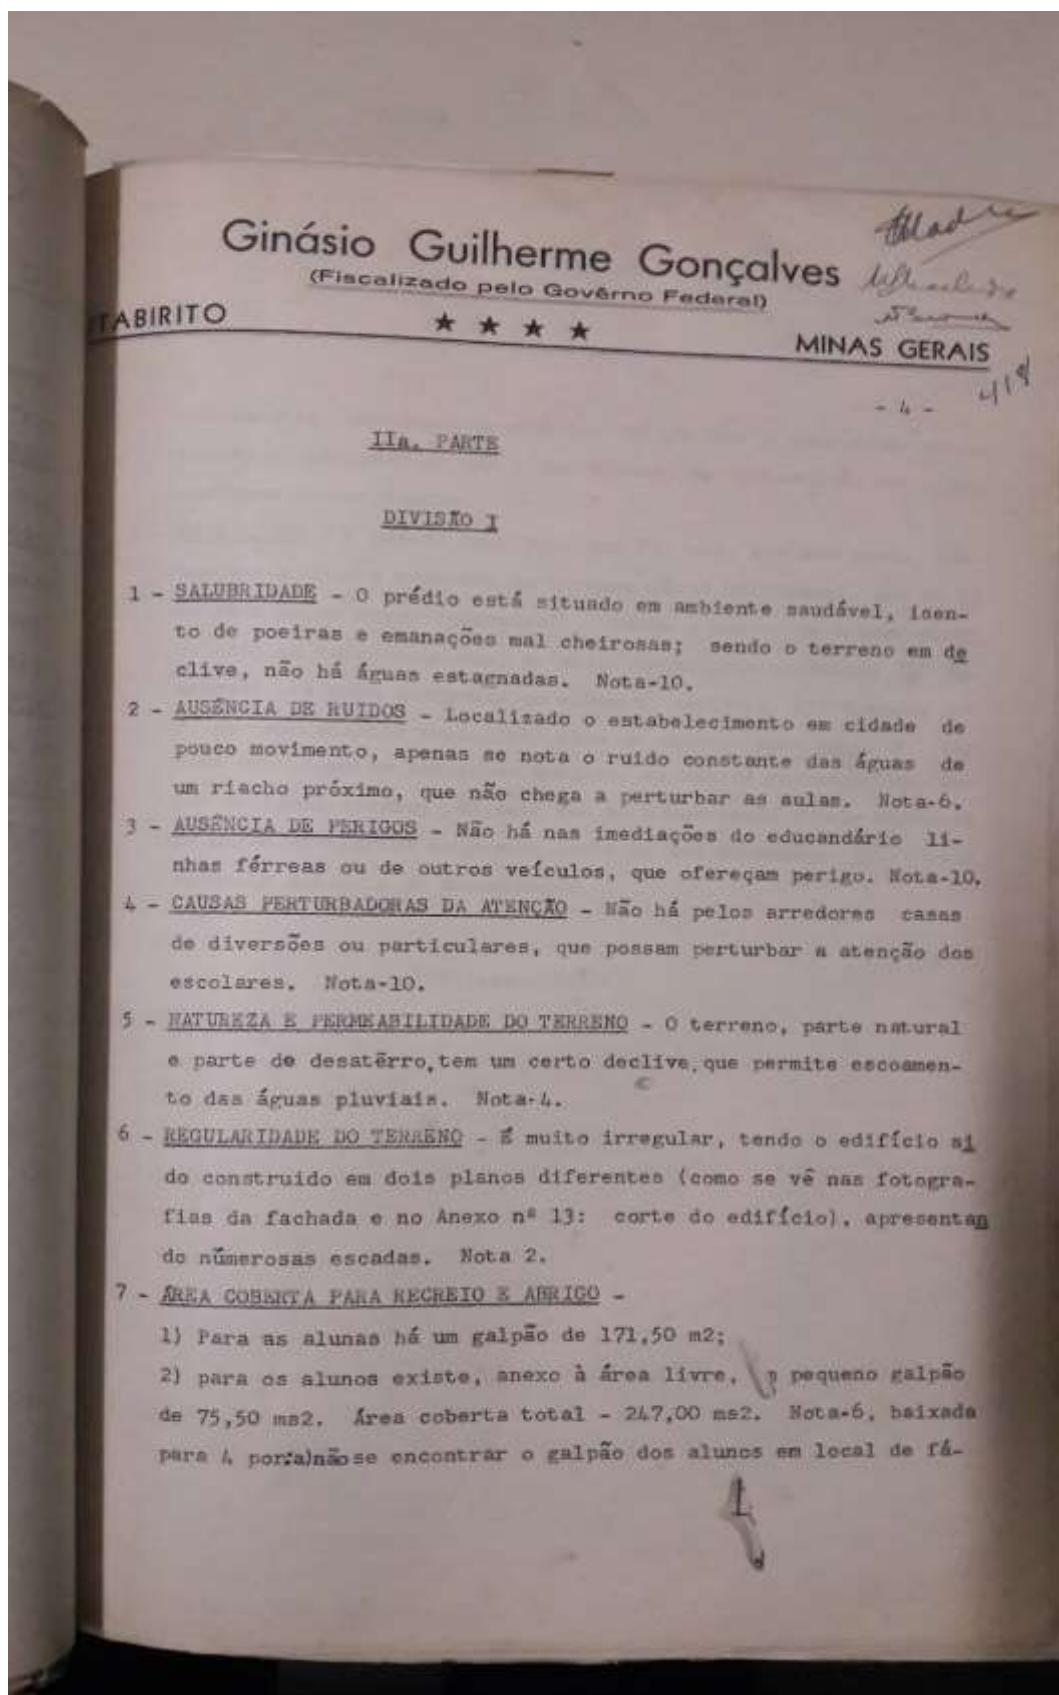 Ginásio Guilherme Gonçalves
(Fiscalizado pelo Govêrno Federal)
ITABIRITO
★ ★ ★ ★
MINAS GERAIS
418
- 4 -
IIa. PARTE
DIVISÃO I
1 - SALUBRIDADE - O prédio está situado em ambiente saudável, isen-
to de poeiras e emanações mal cheirosas; sendo o terreno em de
clive, não há águas estagnadas. Nota-10.
2 - AUSÊNCIA DE RUIDOS - Localizado o estabelecimento em cidade de
pouco movimento, apenas se nota o ruido constante das águas de
um riacho próximo, que não chega a perturbar as aulas. Nota-6.
3 - AUSÊNCIA DE PERIGOS - Não há nas imediações do educandário li-
nhas férreas ou de outros veículos, que ofereçam perigo. Nota-10.
4 - CAUSAS PERTURBADORAS DA ATENÇÃO - Não há pelos arredores casas
de diversões ou particulares, que possam perturbar a atenção dos
escolares. Nota-10.
5 - NATUREZA E PERMEABILIDADE DO TERRENO - O terreno, parte natural
e parte de desatêrro, tem um certo declive, que permite escoamen-
to das águas pluviais. Nota-4.
6 - REGULARIDADE DO TERRENO - É muito irregular, tendo o edifício si
do construido em dois planos diferentes (como se vê nas fotogra-
fias da fachada e no Anexo nº 13: corte do edifício), apresentan
do númerosas escadas. Nota 2.
7 - ÁREA COBERTA PARA RECREIO E ABRIGO -
1) Para as alunas há um galpão de 171,50 m2;
2) para os alunos existe, anexo à área livre, pequeno galpão
de 75,50 ms2. Área coberta total - 247,00 ms2. Nota-6, baixada
para 4 por:a)não se encontrar o galpão dos alunos em local de fá-